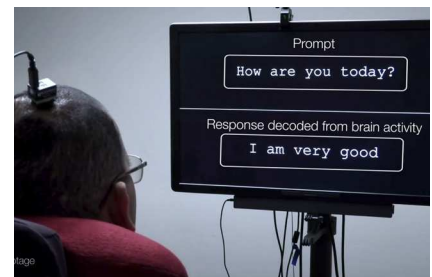 Prompt
How are you today?
Response decoded from brain activity
I am very good